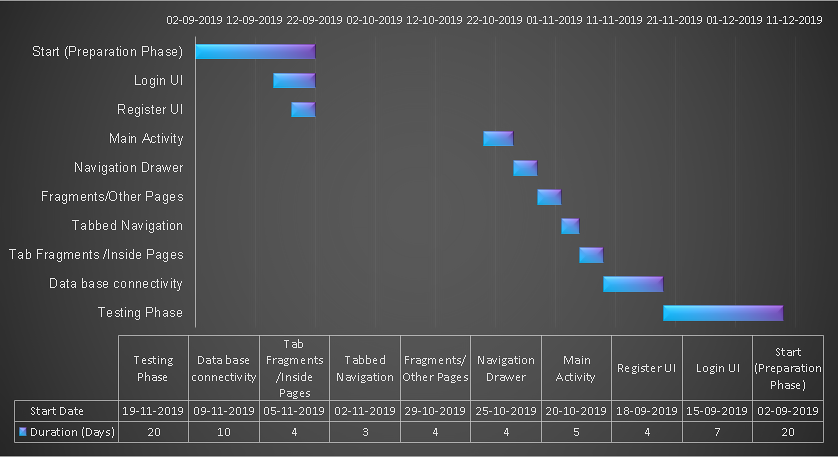 02-09-2019 12-09-2019 22-09-2019 02-10-2019 12-10-2019 22-10-2019 01-11-2019 11-11-2019 21-11-2019 01-12-2019 11-12-2019
Start (Preparation Phase)
Login UI
Register UI
Main Activity
Navigation Drawer
Fragments/Other Pages
Tabbed Navigation
Tab Fragments /Inside Pages
Data base connectivity
Testing Phase
Testing Phase
Data base connectivity
Tab Fragments /Inside Pages
Tabbed Navigation
Fragments/ Other Pages
Navigation Drawer
Main Activity
Register UI
Login UI
Start (Preparation Phase)
Start Date 19-11-2019 09-11-2019 05-11-2019 02-11-2019 29-10-2019 25-10-2019 20-10-2019 18-09-2019 15-09-2019 02-09-2019
Duration (Days) 20 10 4 3 4 4 5 4 7 20